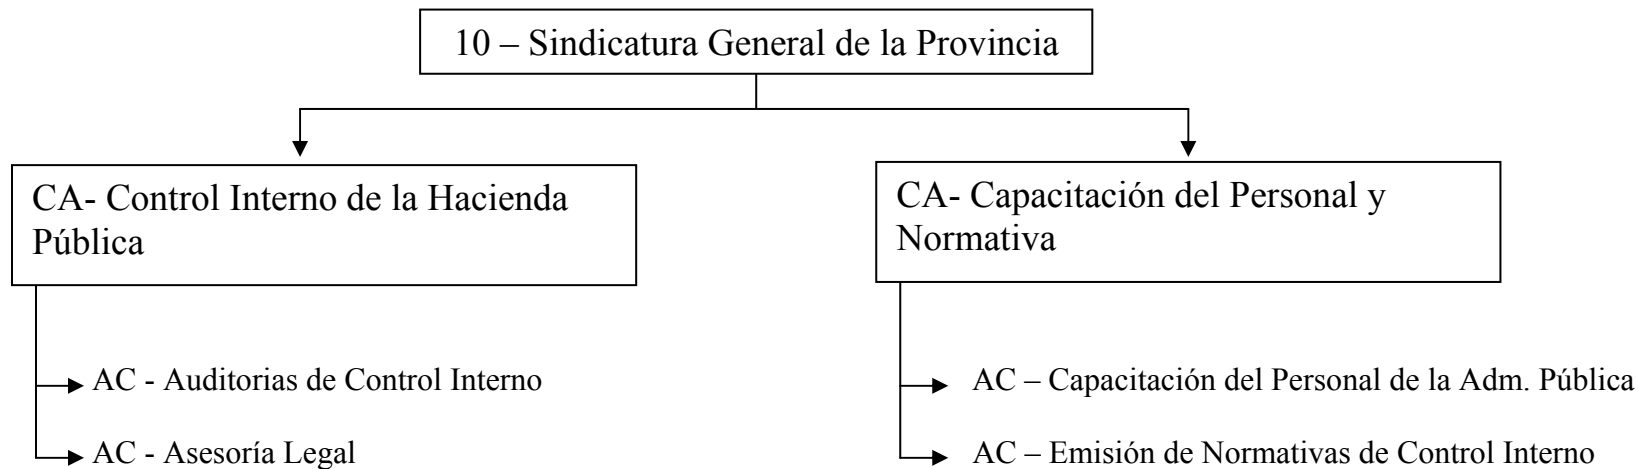 10 – Sindicatura General de la Provincia
CA- Control Interno de la Hacienda
Pública
AC - Auditorias de Control Interno
AC - Asesoría Legal
CA- Capacitación del Personal y
Normativa
AC – Capacitación del Personal de la Adm. Pública
AC – Emisión de Normativas de Control Interno